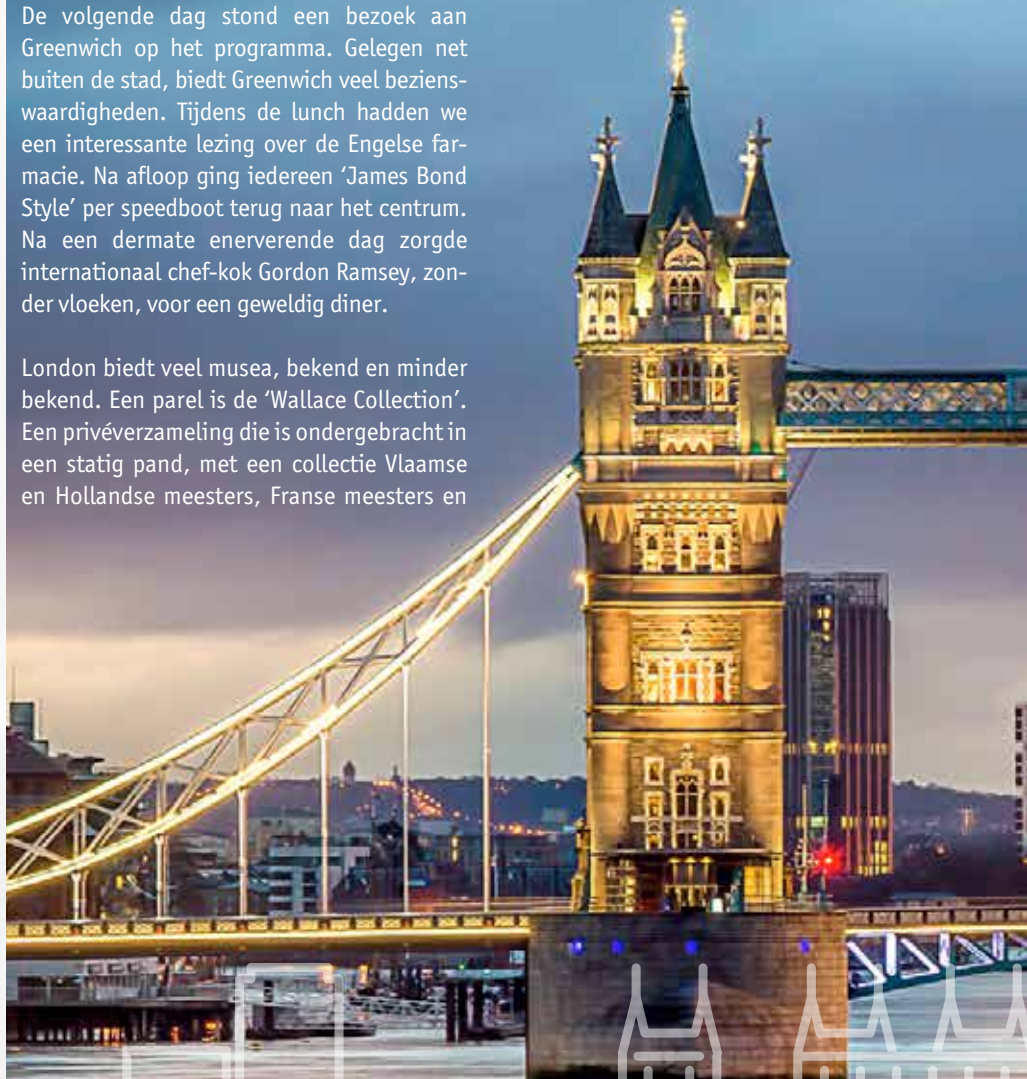 De volgende dag stond een bezoek aan
Greenwich op het programma. Gelegen net
buiten de stad, biedt Greenwich veel beziens-
waardigheden. Tijdens de lunch hadden we
een interessante lezing over de Engelse far-
macie. Na afloop ging iedereen ‘James Bond
Style’ per speedboot terug naar het centrum.
Na een dermate enerverende dag zorgde
internationaal chef-kok Gordon Ramsey, zon-
der vloeken, voor een geweldig diner.
London biedt veel musea, bekend en minder
bekend. Een parel is de ‘Wallace Collection’.
Een privéverzameling die is ondergebracht in
een statig pand, met een collectie Vlaamse
en Hollandse meesters, Franse meesters en